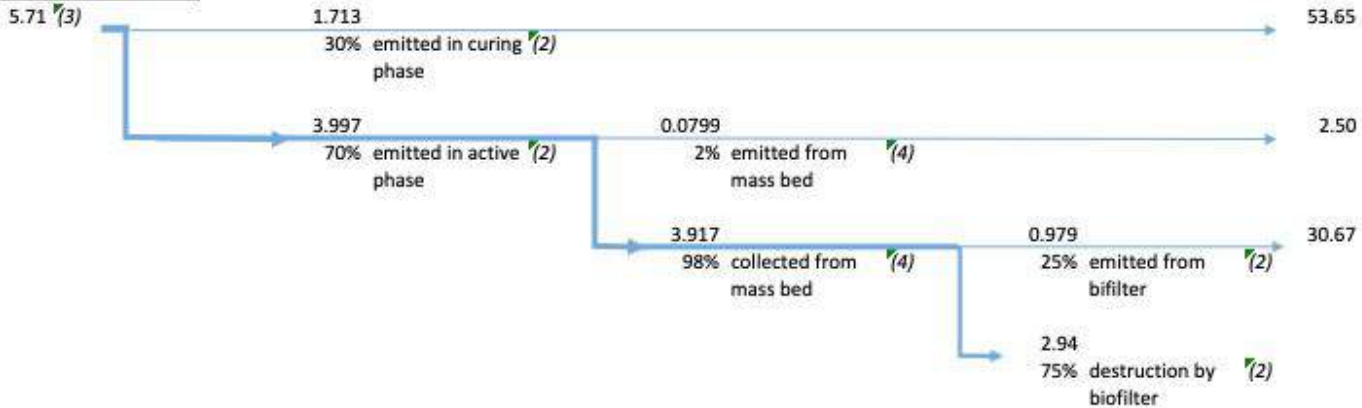 5.71 (3) 1.713 53.65
30% emitted in curing (2)
phase
3.997 0.0799 2.50
70% emitted in active (2) 2% emitted from (4)
phase mass bed
3.917 0.979 30.67
98% collected from (4) 25% emitted from (2)
mass bed bifilter
2.94
75% destruction by (2)
biofilter